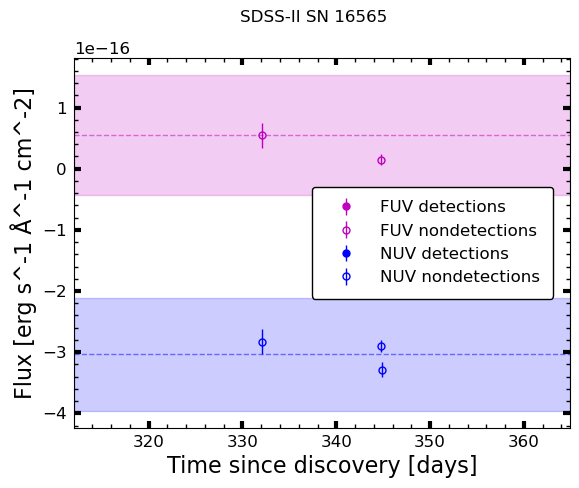 SDSS-II SN 16565
1e−16
Flux [erg s^-1 Å^-1 cm^-2]
1
0
−1
−2
−3
−4
FUV detections
FUV nondetections
NUV detections
NUV nondetections
320 330 340 350 360
Time since discovery [days]